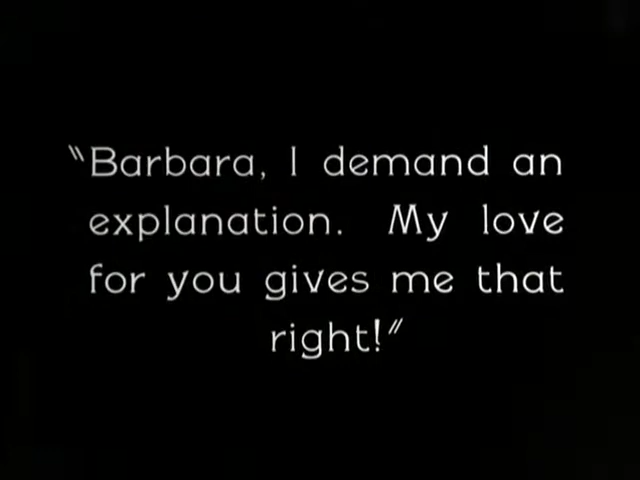 "Barbara, I demand an
explanation. My love
for you gives me that
right!"